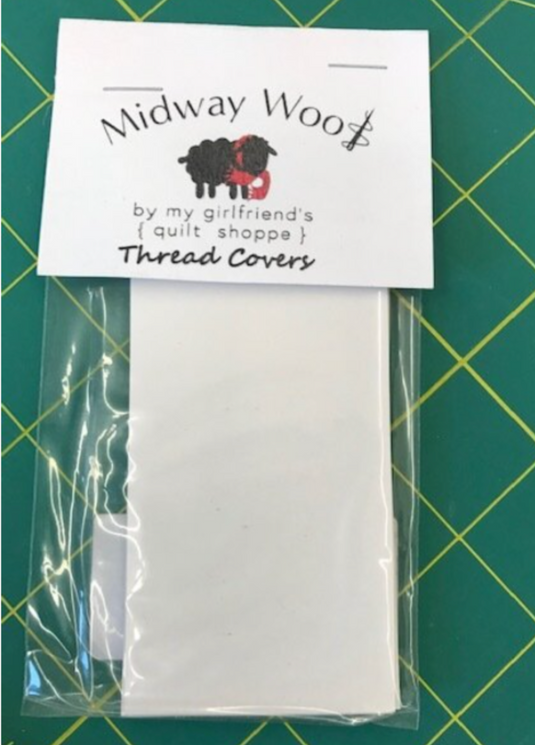 Midway Wool
by my girlfriend's
{ quilt shoppe }
Thread Covers